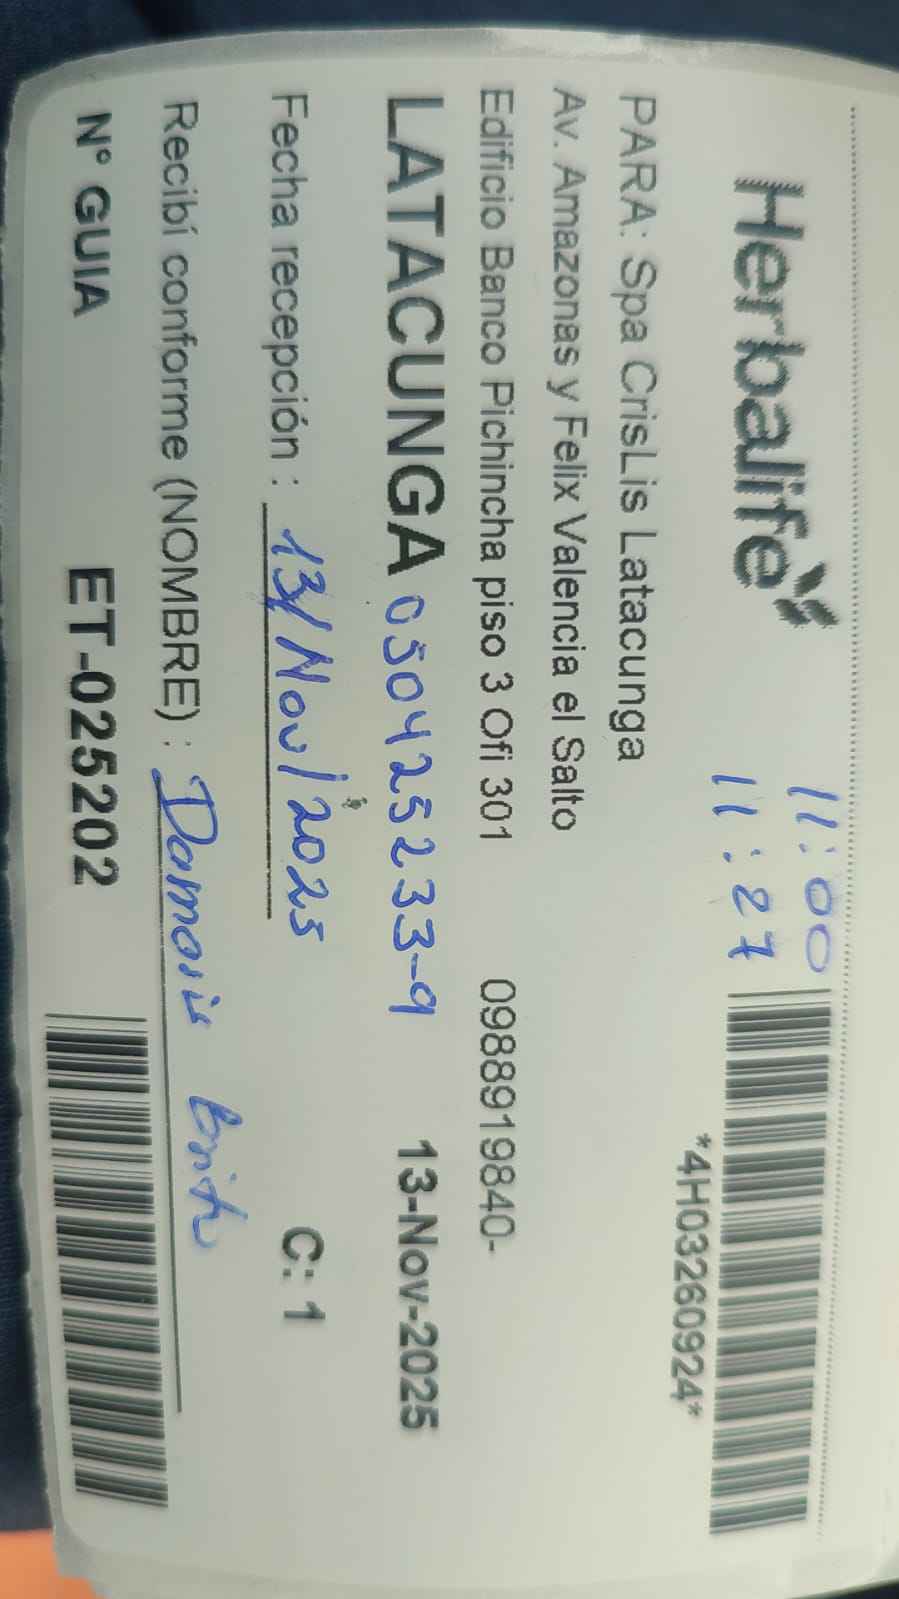 Herbalife
11:00
11:27
*4H03260924*
PARA: Spa CrisLis Latacunga
Av. Amazonas y Felix Valencia el Salto
Edificio Banco Pichincha piso 3 Ofi 301 0988919840-
LATACUNGA 050425233-9 13-Nov-2025
Fecha recepción : 13/Nov/2025 C: 1
Recibí conforme (NOMBRE) : Damaris
N° GUIA ET-025202